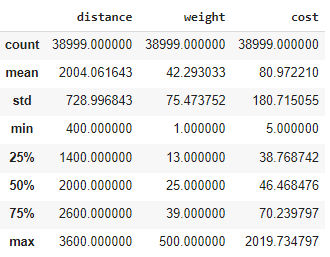 distance weight cost
count 38999.000000 38999.000000 38999.000000
mean 2004.061643 42.293033 80.972210
std 728.996843 75.473752 180.715055
min 400.000000 1.000000 5.000000
25% 1400.000000 13.000000 38.768742
50% 2000.000000 25.000000 46.468476
75% 2600.000000 39.000000 70.239797
max 3600.000000 500.000000 2019.734797